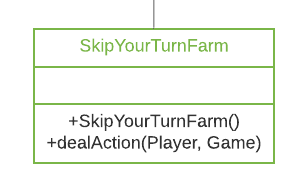 SkipYourTurnFarm
+SkipYourTurnFarm()
+dealAction(Player, Game)